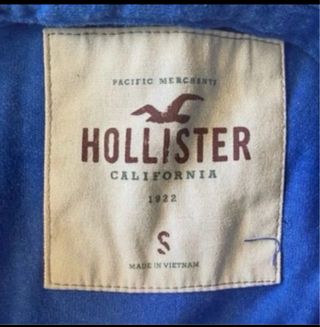 PACIFIC MERCHANTS
HOLLISTER
CALIFORNIA
1922
S
MADE IN VIETNAM